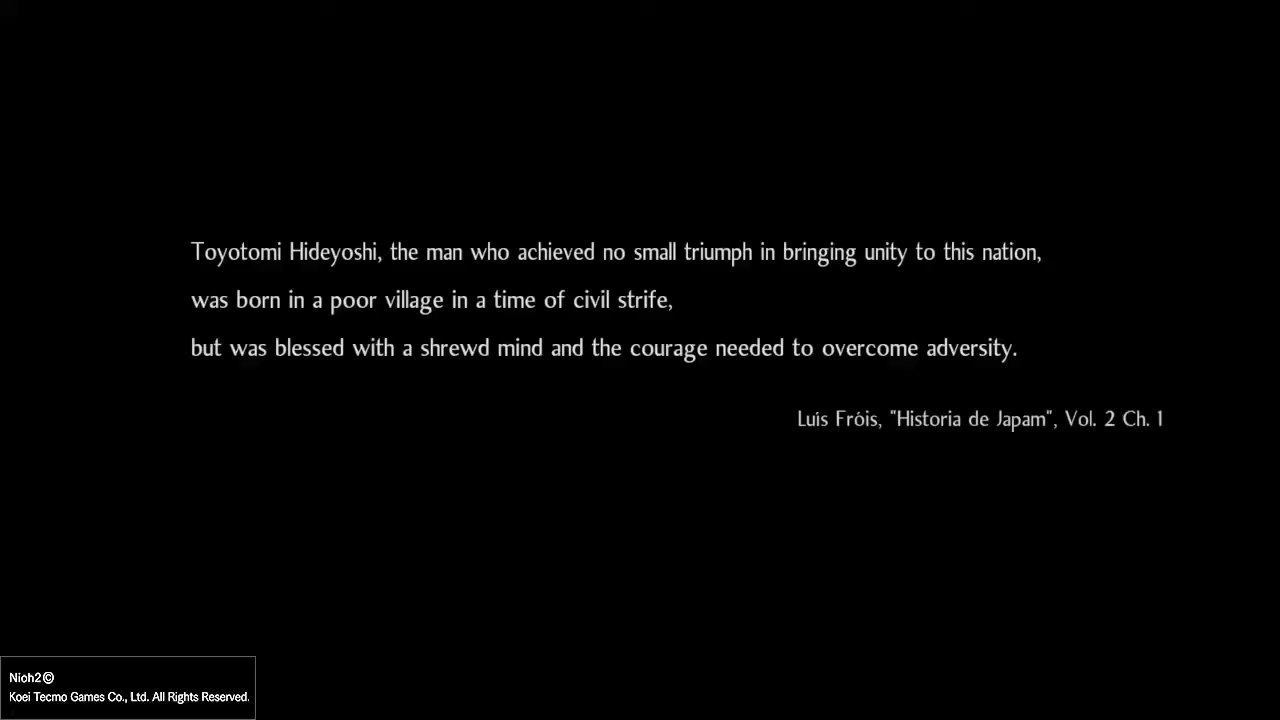 Toyotomi Hideyoshi, the man who achieved no small triumph in bringing unity to this nation,
was born in a poor village in a time of civil strife,
but was blessed with a shrewd mind and the courage needed to overcome adversity.
Luís Fróis, "Historia de Japam", Vol. 2 Ch. 1
Nioh2©
Koei Tecmo Games Co., Ltd. All Rights Reserved.